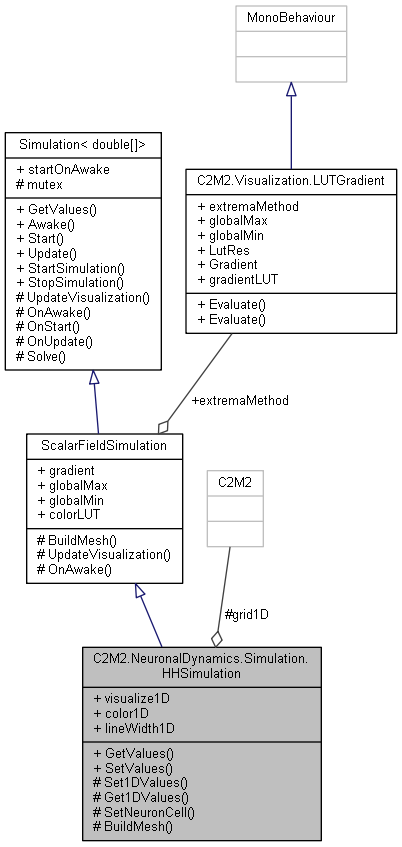 MonoBehaviour
Simulation< double[]>
+ startOnAwake
# mutex
+ GetValues()
+ Awake()
+ Start()
+ Update()
+ StartSimulation()
+ StopSimulation()
# UpdateVisualization()
# OnAwake()
# OnStart()
# OnUpdate()
# Solve()
C2M2.Visualization.LUTGradient
+ extremaMethod
+ globalMax
+ globalMin
+ LutRes
+ Gradient
+ gradientLUT
+ Evaluate()
+ Evaluate()
+extremaMethod
ScalarFieldSimulation
+ gradient
+ globalMax
+ globalMin
+ colorLUT
# BuildMesh()
# UpdateVisualization()
# OnAwake()
C2M2
#grid1D
C2M2.NeuronalDynamics.Simulation.
HHSimulation
+ visualize1D
+ color1D
+ lineWidth1D
+ GetValues()
+ SetValues()
# Set1DValues()
# Get1DValues()
# SetNeuronCell()
# BuildMesh()